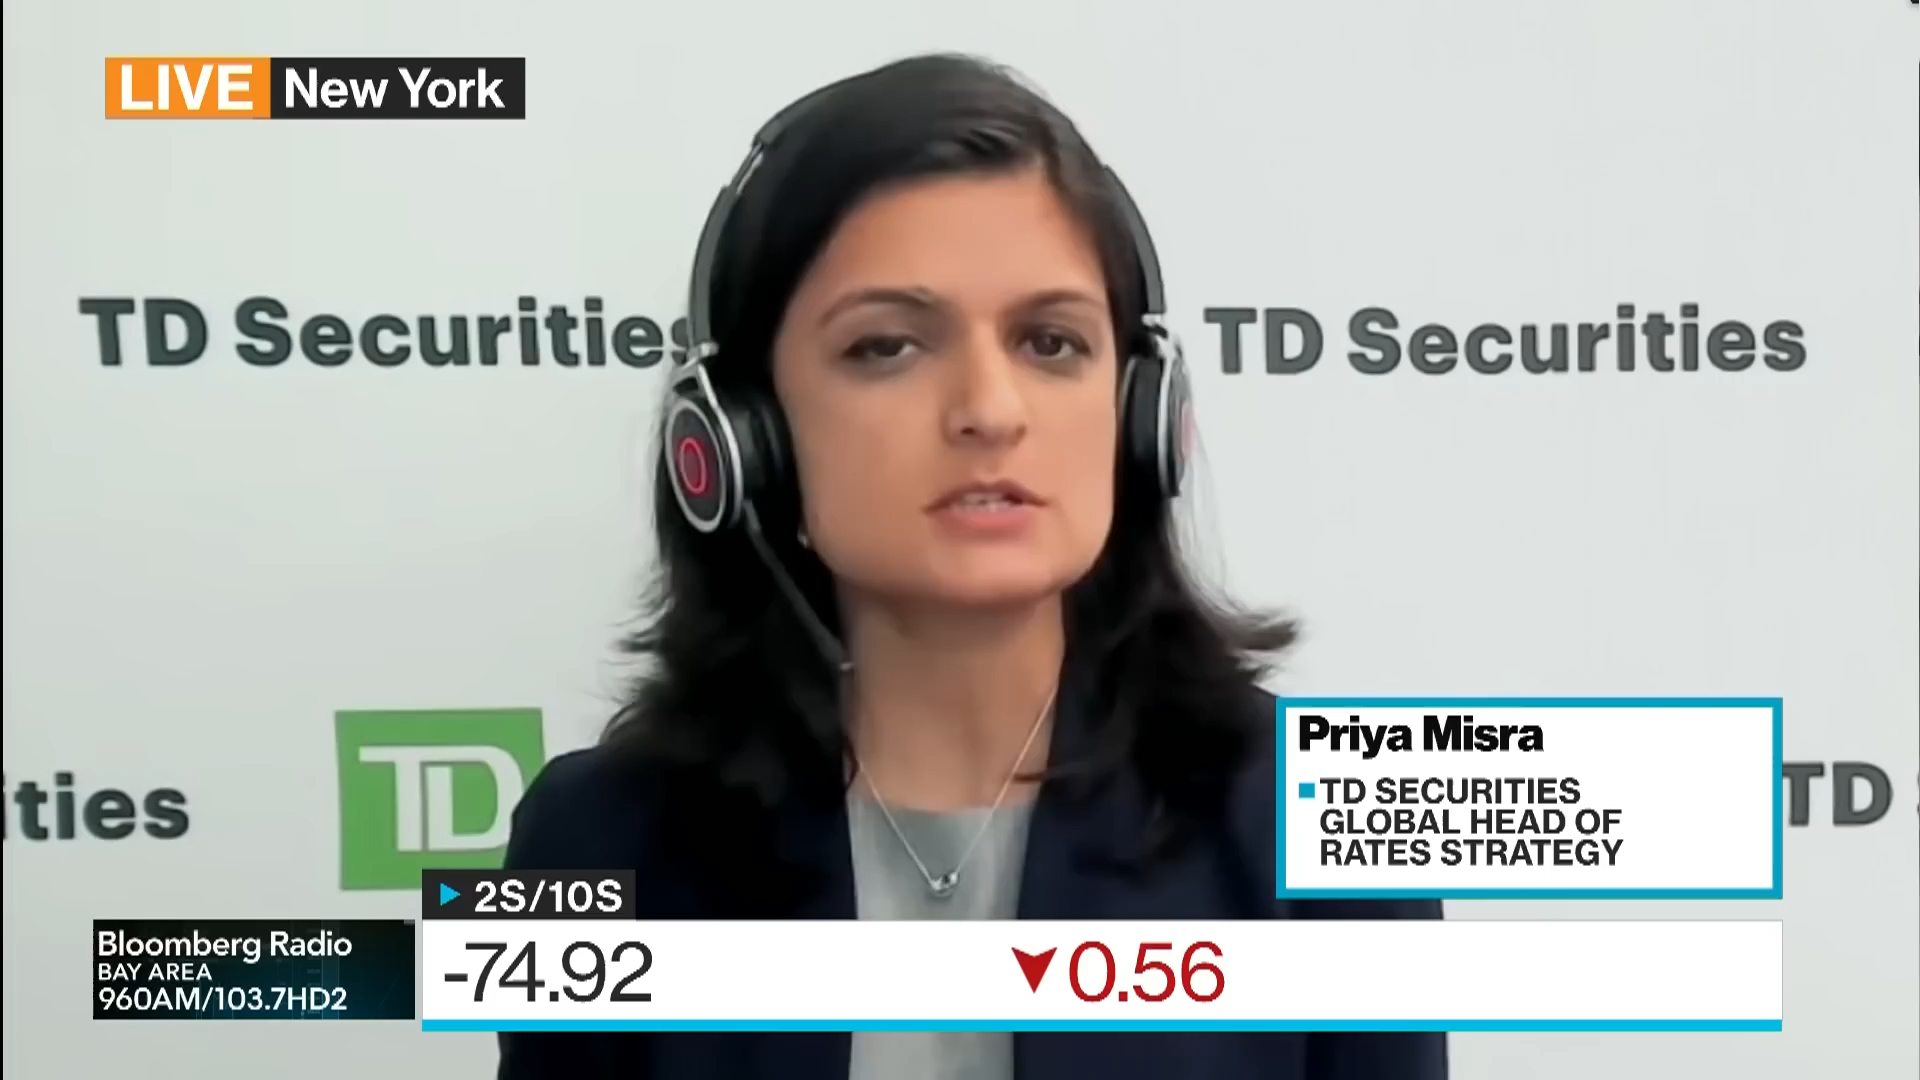 LIVE New York
TD Securities
TD Securities
Priya Misra
TD SECURITIES
GLOBAL HEAD OF
RATES STRATEGY
ities
TD
TD
2S/10S
Bloomberg Radio
BAY AREA
960AM/103.7HD2
-74.92
0.56